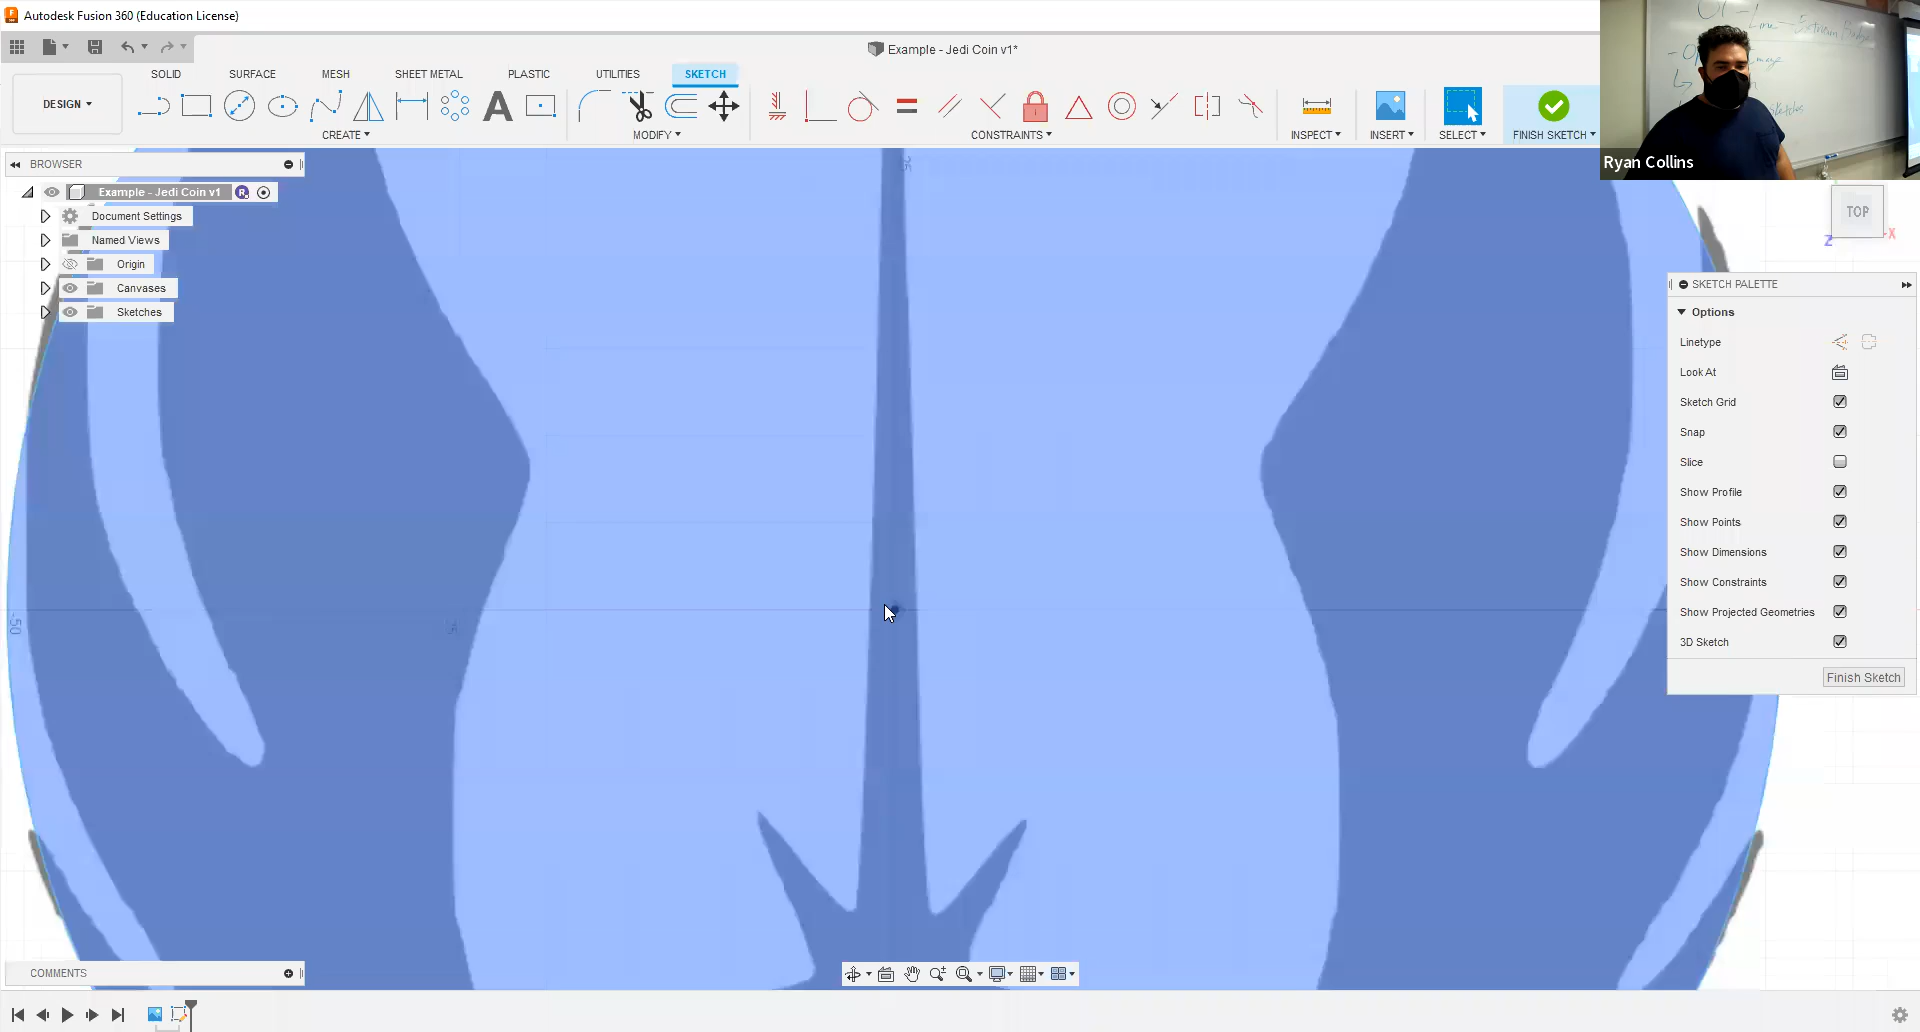 Autodesk Fusion 360 (Education License)
Example - Jedi Coin v1*
SOLID SURFACE MESH SHEET METAL PLASTIC UTILITIES SKETCH
DESIGN
CREATE MODIFY CONSTRAINTS INSPECT INSERT SELECT FINISH SKETCH
Ryan Collins
BROWSER
Example - Jedi Coin v1
Document Settings
Named Views
Origin
Canvases
Sketches
TOP
Z
X
SKETCH PALETTE
Options
Linetype
Look At
Sketch Grid
Snap
Slice
Show Profile
Show Points
Show Dimensions
Show Constraints
Show Projected Geometries
3D Sketch
Finish Sketch
-50
COMMENTS